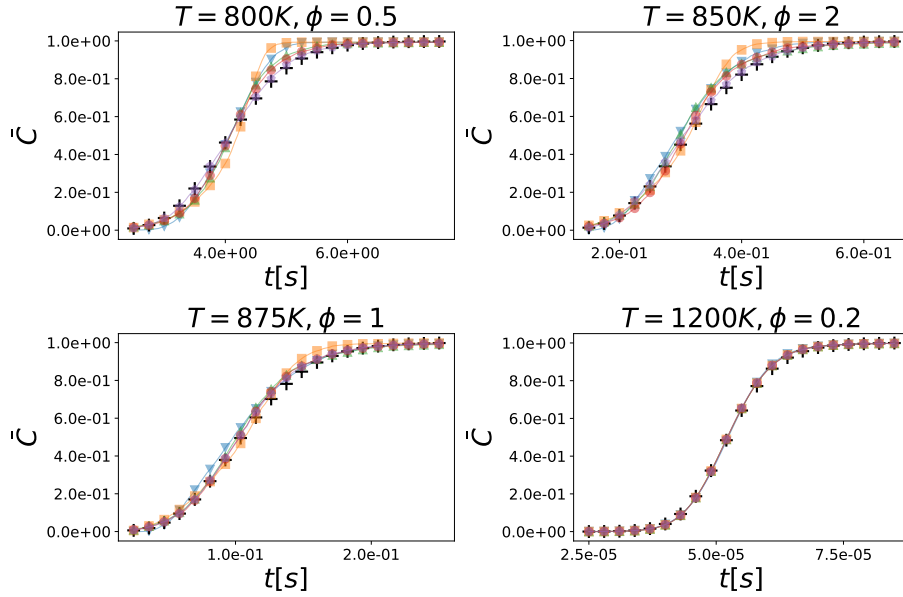 T = 800K, ϕ = 0.5
1.0e+00
8.0e-01
6.0e-01
4.0e-01
2.0e-01
0.0e+00
C̄
4.0e+00 6.0e+00
t[s]
T = 850K, ϕ = 2
1.0e+00
8.0e-01
6.0e-01
4.0e-01
2.0e-01
0.0e+00
C̄
2.0e-01 4.0e-01 6.0e-01
t[s]
T = 875K, ϕ = 1
1.0e+00
8.0e-01
6.0e-01
4.0e-01
2.0e-01
0.0e+00
C̄
1.0e-01 2.0e-01
t[s]
T = 1200K, ϕ = 0.2
1.0e+00
8.0e-01
6.0e-01
4.0e-01
2.0e-01
0.0e+00
C̄
2.5e-05 5.0e-05 7.5e-05
t[s]